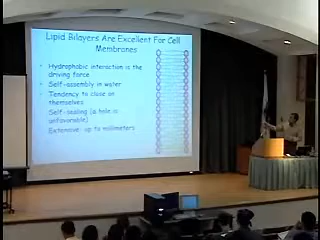 Lipid Bilayers Are Excellent For Cell
Membranes
• Hydrophobic interaction is the
driving force
• Self-assembly in water
• Tendency to close on
themselves
• Self-sealing (a hole is
unfavorable)
• Extensive: up to millimeters